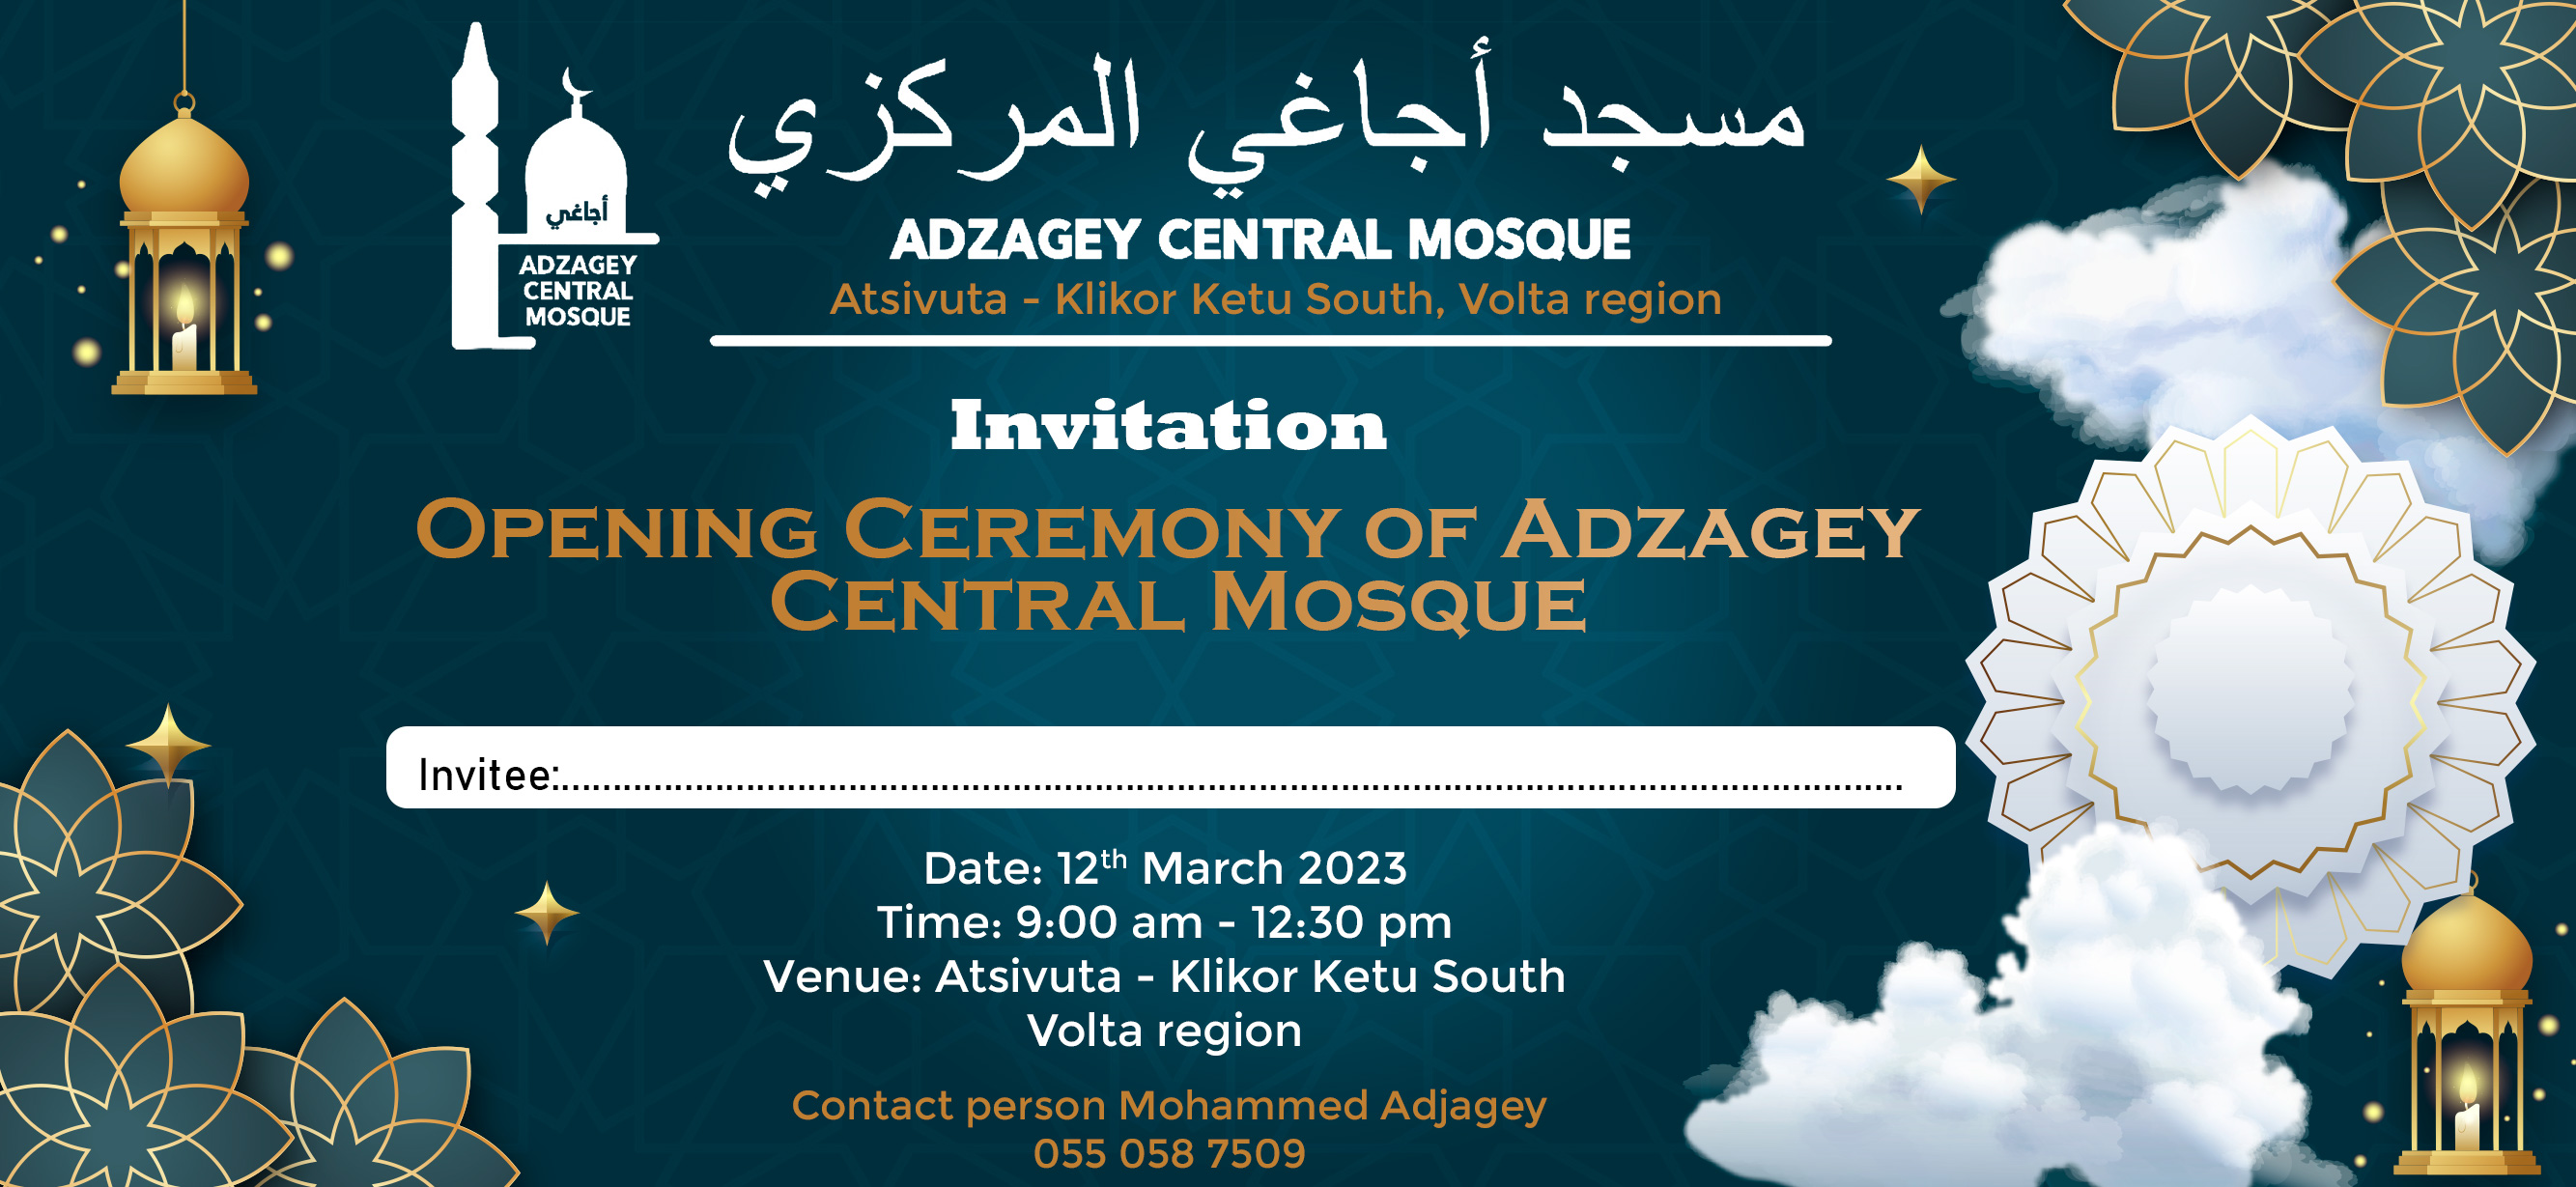 أجاغي
ADZAGEY
CENTRAL
MOSQUE
مسجد أجاغي المركزي
ADZAGEY CENTRAL MOSQUE
Atsivuta - Klikor Ketu South, Volta region
Invitation
OPENING CEREMONY OF ADZAGEY
CENTRAL MOSQUE
Invitee:................................................................................................................
Date: 12th March 2023
Time: 9:00 am - 12:30 pm
Venue: Atsivuta - Klikor Ketu South
Volta region
Contact person Mohammed Adjagey
055 058 7509